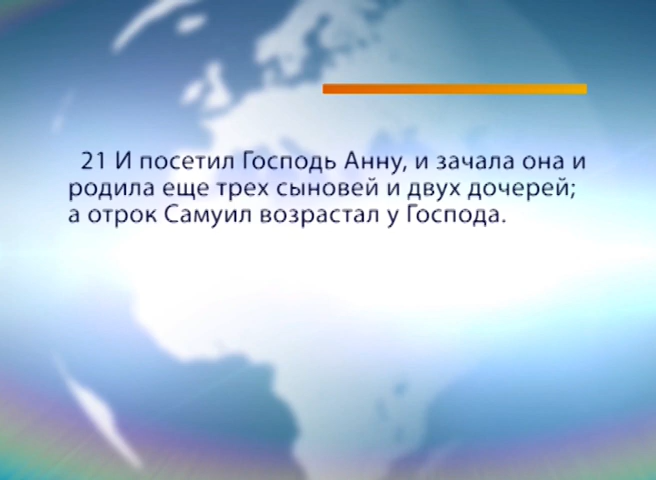 21 И посетил Господь Анну, и зачала она и
родила еще трех сыновей и двух дочерей;
а отрок Самуил возрастал у Господа.